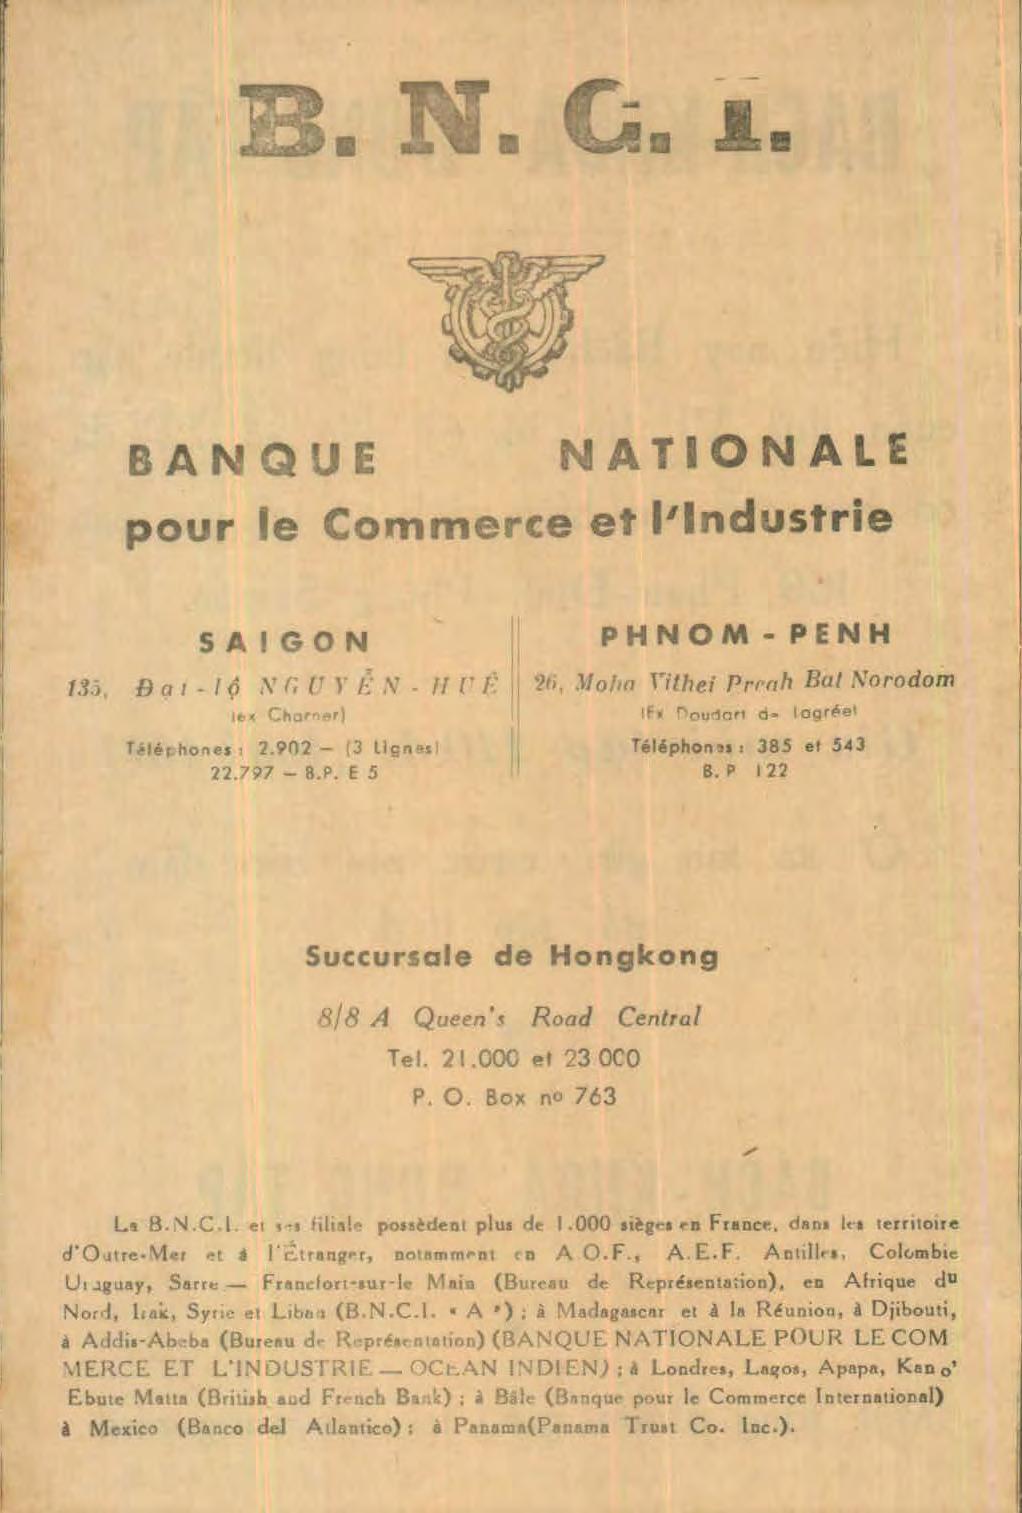 B. N. C. I.
BANQUE NATIONALE
pour le Commerce et l'Industrie
SAIGON
135, Đại-lộ NGUYỄN-HUÊ
(ex Charner)
Téléphones : 2.902 — (3 Lignes)
22.797 — B.P. E 5
PHNOM-PENH
26, Moha Vithei Preah Bat Norodom
(Ex Doudart de Lagrée)
Téléphones : 385 et 543
B. P 122
Succursale de Hongkong
8/8 A Queen's Road Central
Tel. 21.000 et 23 000
P. O. Box no 763
La B.N.C.I. et ses filiale possèdent plus de 1.000 sièges en France, dans les territoire
d'Outre-Mer et à l'Étranger, notamment en A.O.F., A.E.F. Antilles, Colombie
Uruguay, Sarre — Francfort-sur-le Main (Bureau de Représentation), en Afrique du
Nord, Irak, Syrie et Liban (B.N.C.I. « A ») ; à Madagascar et à la Réunion, à Djibouti,
à Addis-Abeba (Bureau de Représentation) (BANQUE NATIONALE POUR LE COM
MERCE ET L'INDUSTRIE — OCEAN INDIEN) ; à Londres, Lagos, Apapa, Kano'
Ebute Matta (British and French Bank) ; à Bâle (Banque pour le Commerce International)
à Mexico (Banco del Atlantico) ; à Panama(Panama Trust Co. Inc.).